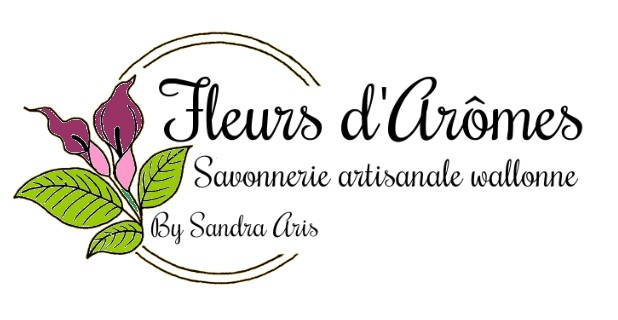 Fleurs d'Arômes
Savonnerie artisanale wallonne
By Sandra Aris